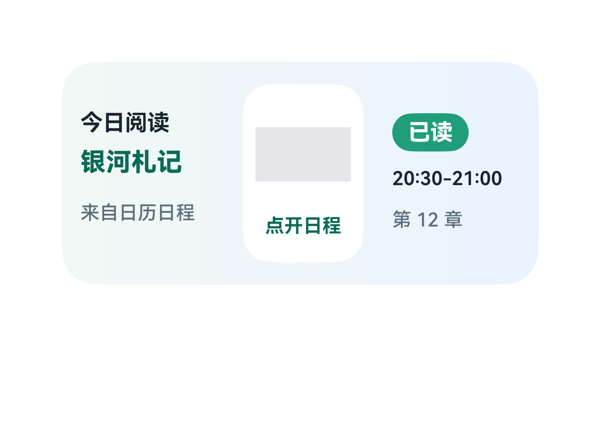 今日阅读
银河札记
来自日历日程
点开日程
已读
20:30-21:00
第 12 章